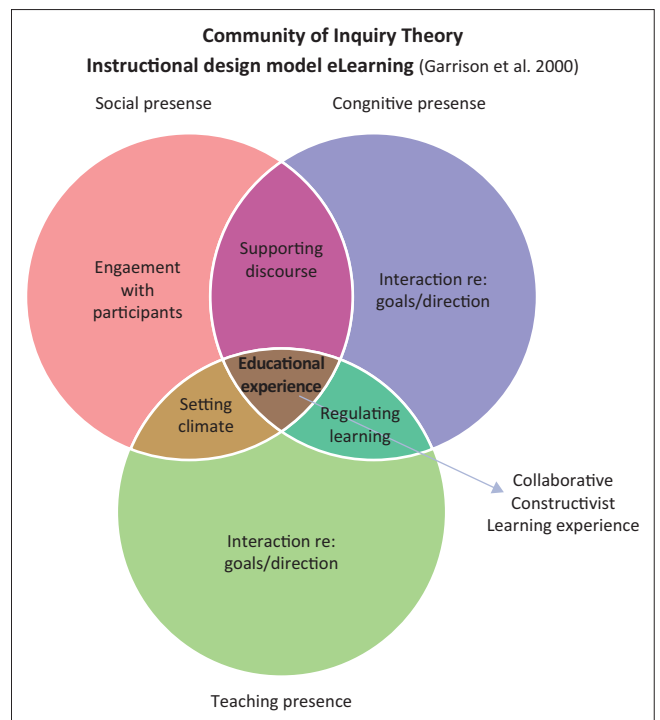 Community of Inquiry Theory
Instructional design model eLearning (Garrison et al. 2000)
Social presense
Congnitive presense
Supporting
discourse
Engaement
with
participants
Interaction re:
goals/direction
Educational
experience
Setting
climate
Regulating
learning
Collaborative
Constructivist
Learning experience
Interaction re:
goals/direction
Teaching presence